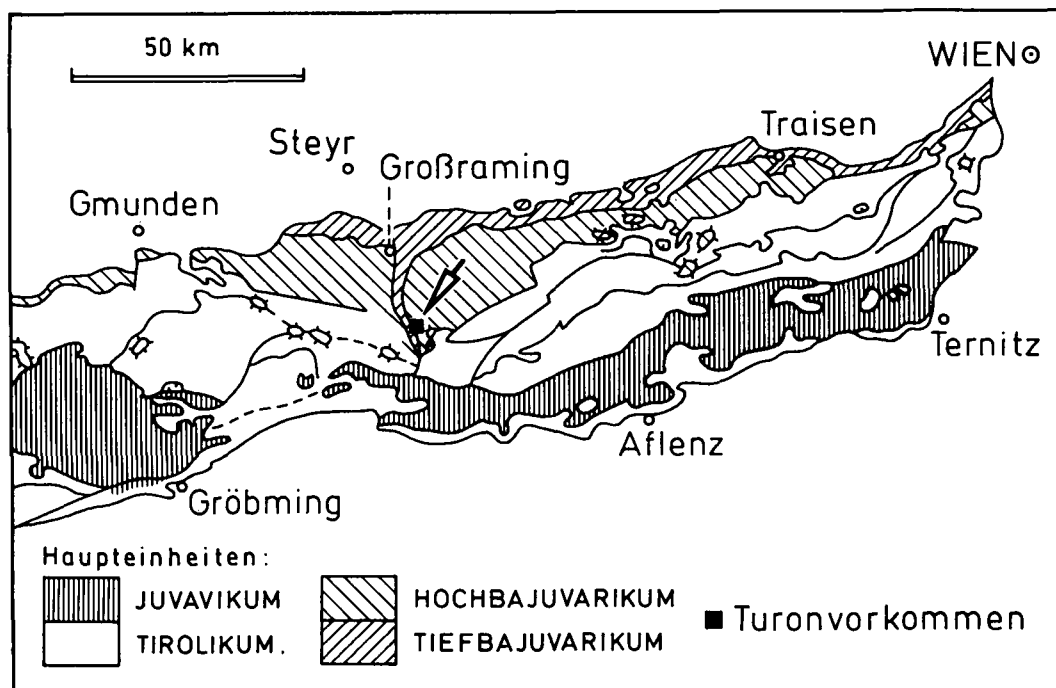 50 km
WIEN
Steyr
Traisen
Großraming
Gmunden
Ternitz
Aflenz
Gröbming
Haupteinheiten:
JUVAVIKUM
HOCHBAJUVARIKUM
Turonvorkommen
TIROLIKUM.
TIEFBAJUVARIKUM